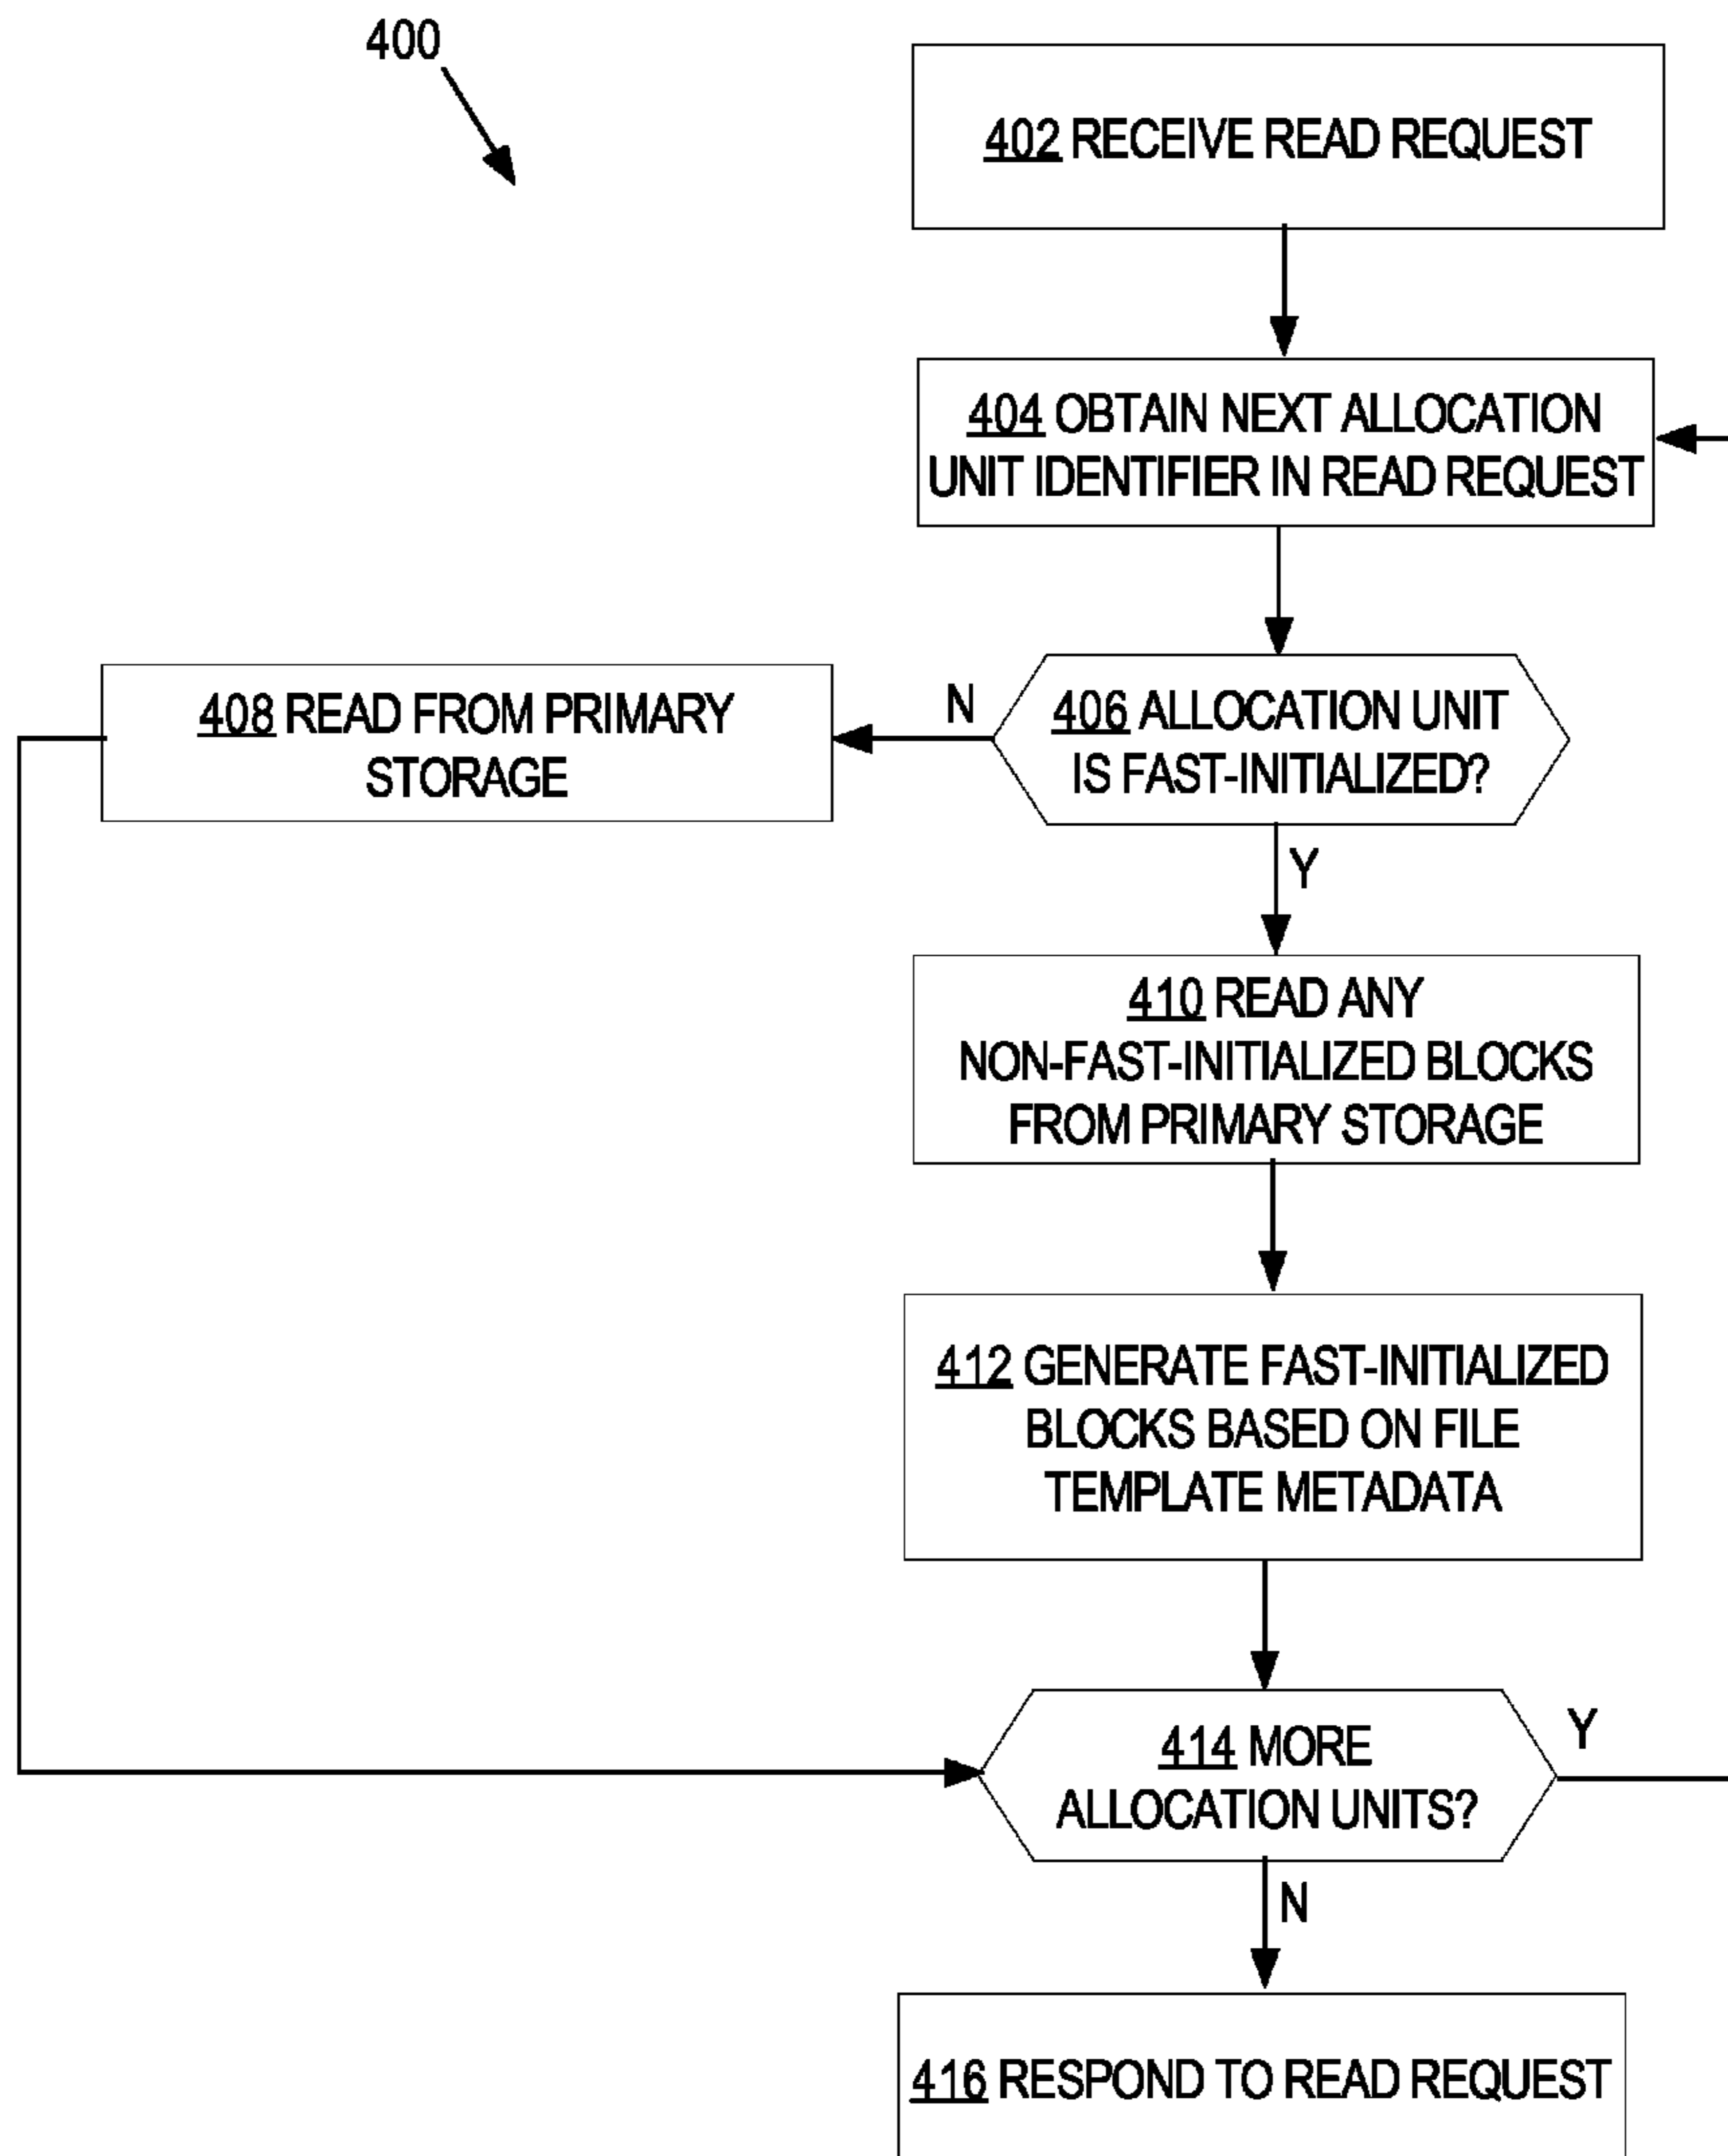 400
402 RECEIVE READ REQUEST
404 OBTAIN NEXT ALLOCATION
UNIT IDENTIFIER IN READ REQUEST
408 READ FROM PRIMARY
STORAGE
N
406 ALLOCATION UNIT
IS FAST-INITIALIZED?
Y
410 READ ANY
NON-FAST-INITIALIZED BLOCKS
FROM PRIMARY STORAGE
412 GENERATE FAST-INITIALIZED
BLOCKS BASED ON FILE
TEMPLATE METADATA
414 MORE
ALLOCATION UNITS?
Y
N
416 RESPOND TO READ REQUEST